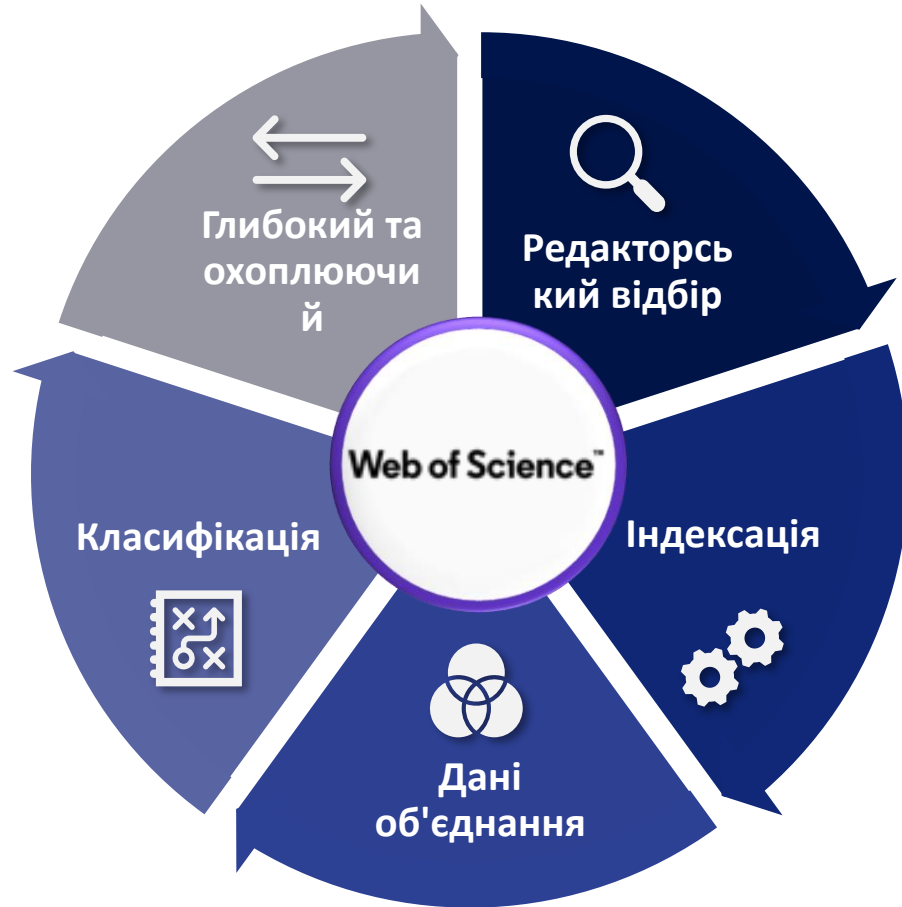 Глибокий та
охоплюючи
й
Редакторсь
кий відбір
Web of Science™
Класифікація
Індексація
Дані
об'єднання